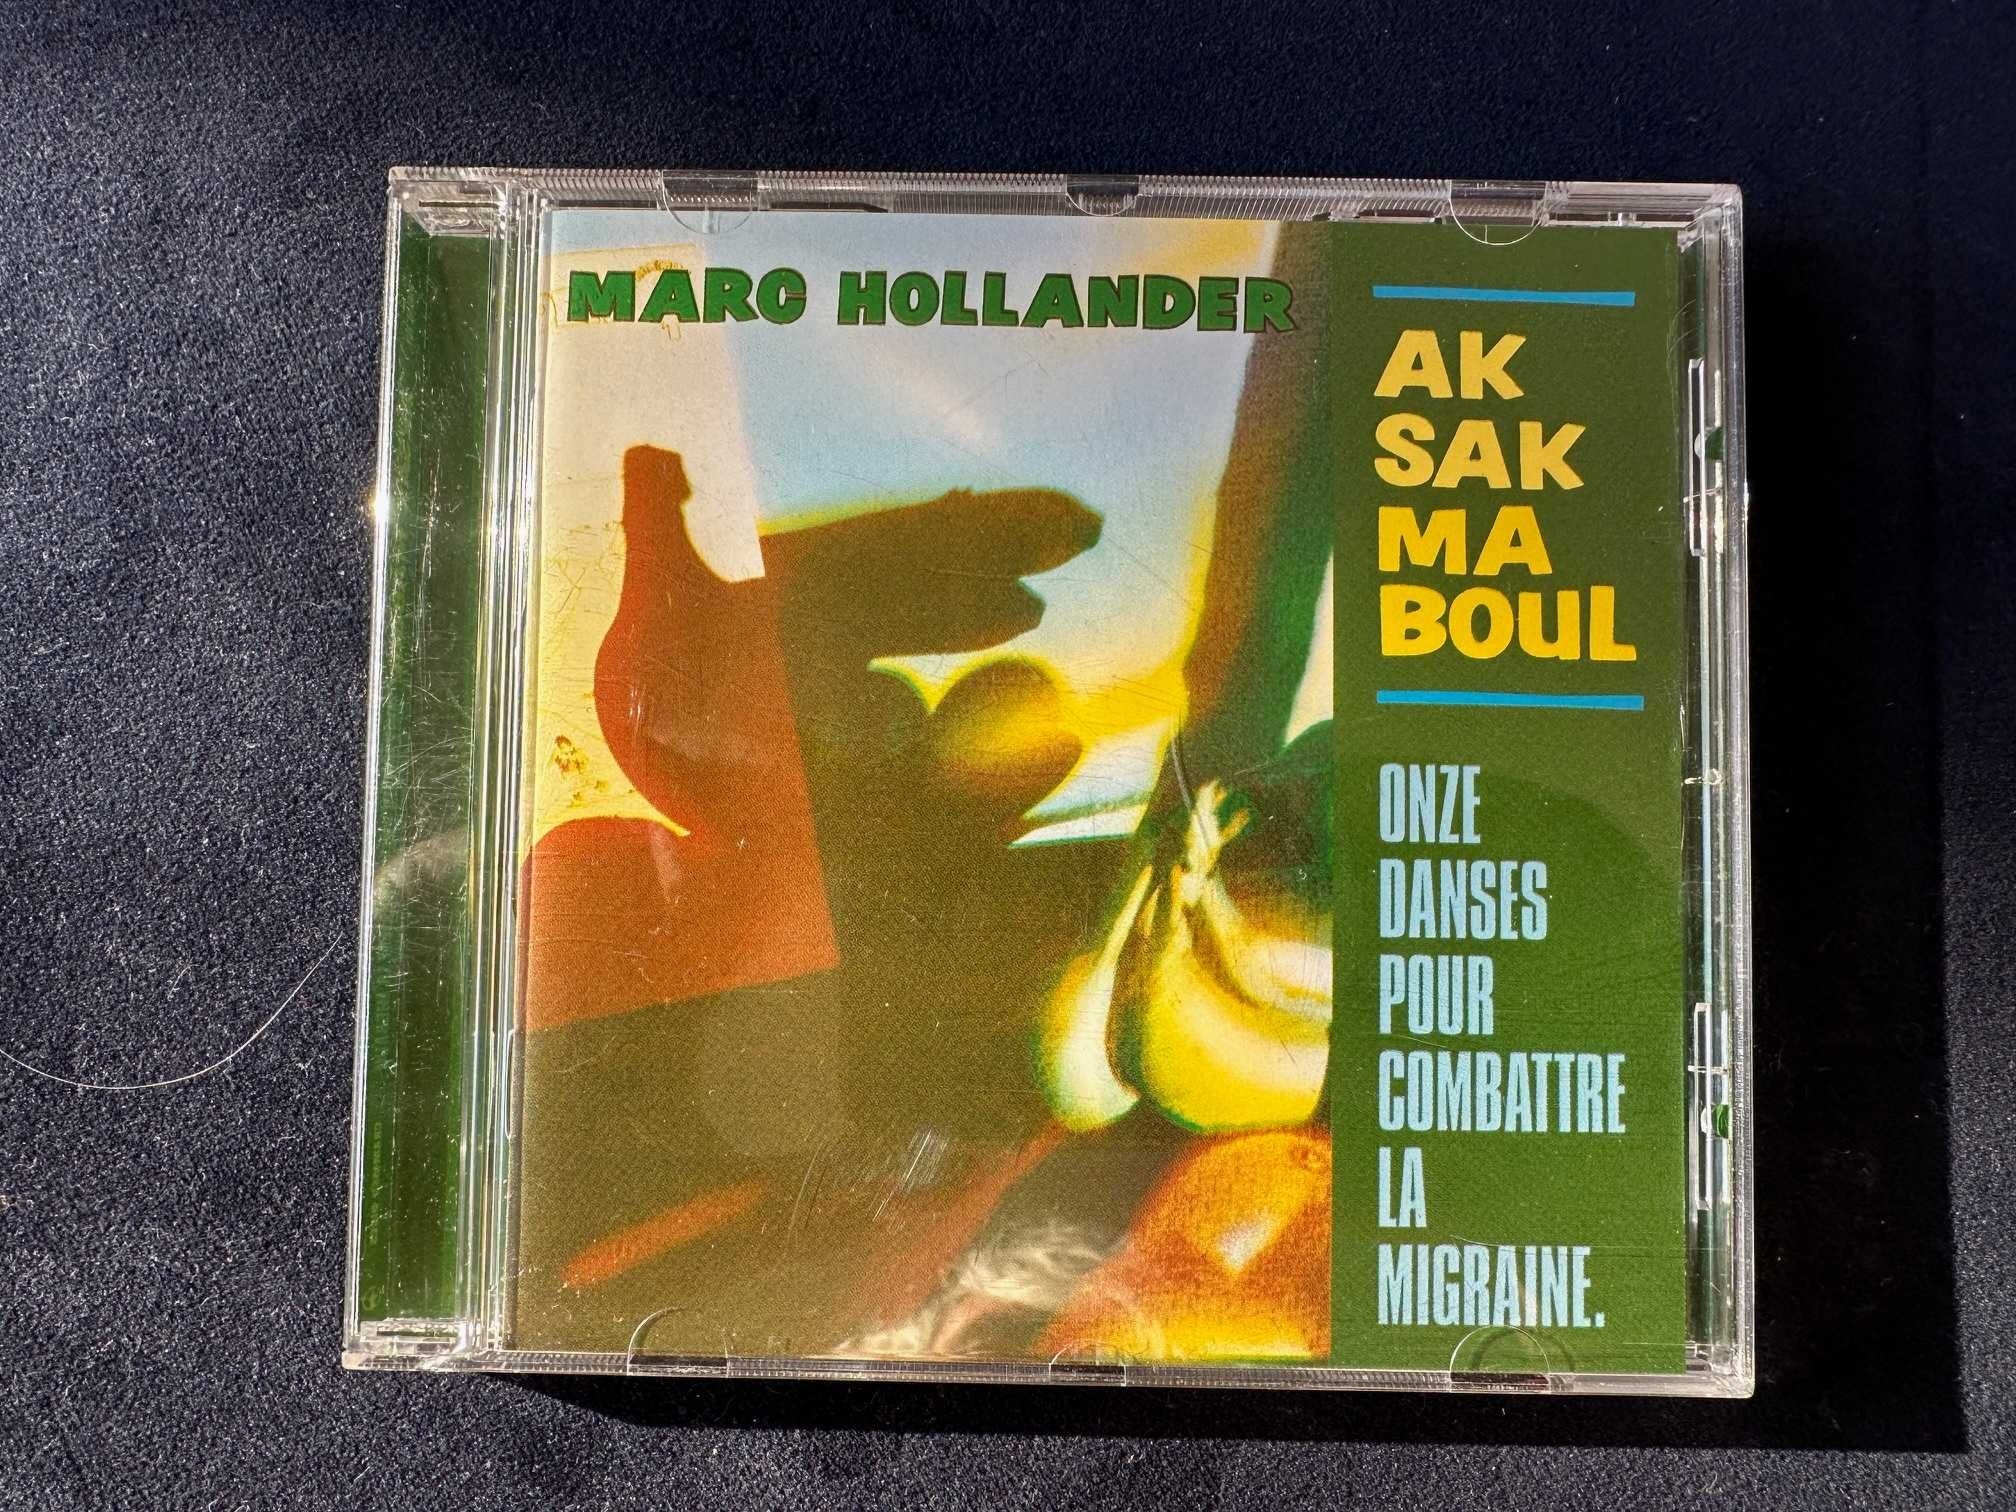 MARC HOLLANDER
AK
SAK
MA
BOUL
ONZE
DANSES
POUR
COMBATTRE
LA
MIGRAINE.